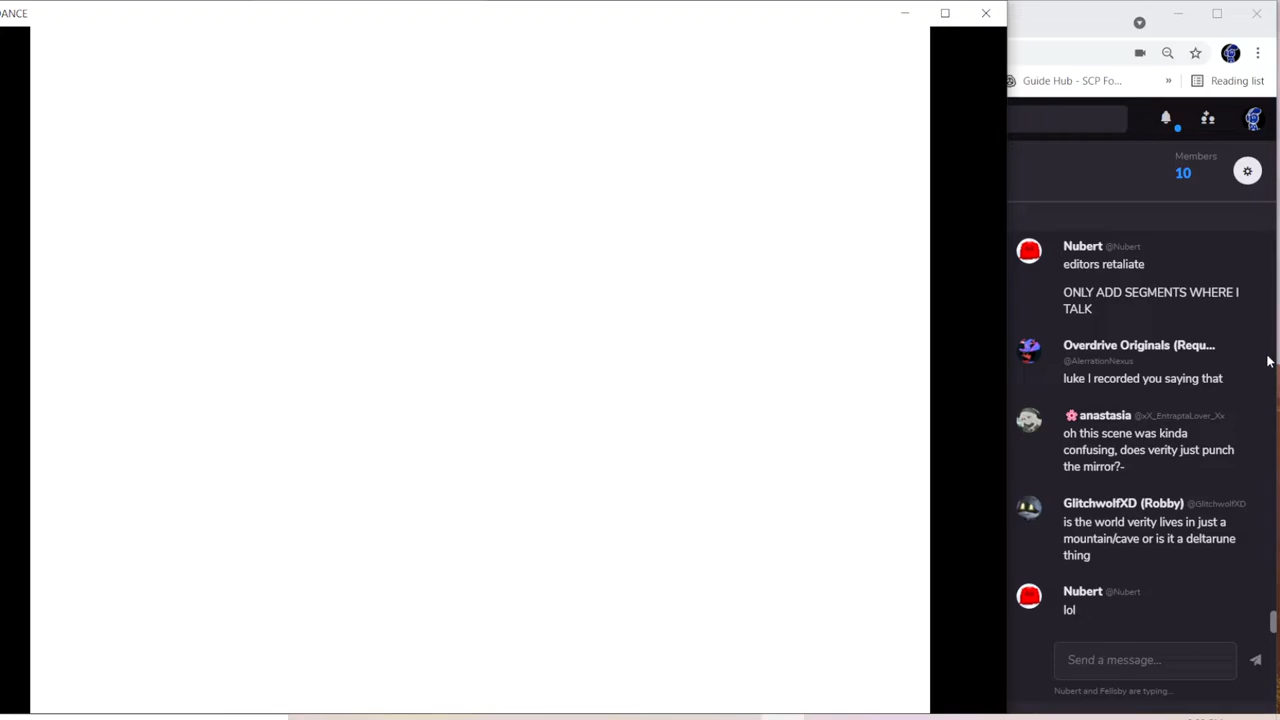 DANCE
Guide Hub - SCP Fo...
»
Reading list
Members
10
Nubert @Nubert
editors retaliate
ONLY ADD SEGMENTS WHERE I
TALK
Overdrive Originals (Requ...
@AlerrationNexus
luke I recorded you saying that
🌸anastasia @xX_EntraptaLover_Xx
oh this scene was kinda
confusing, does verity just punch
the mirror?-
GlitchwolfXD (Robby) @GlitchwolfXD
is the world verity lives in just a
mountain/cave or is it a deltarune
thing
Nubert @Nubert
lol
Send a message...
Nubert and Fellsby are typing...